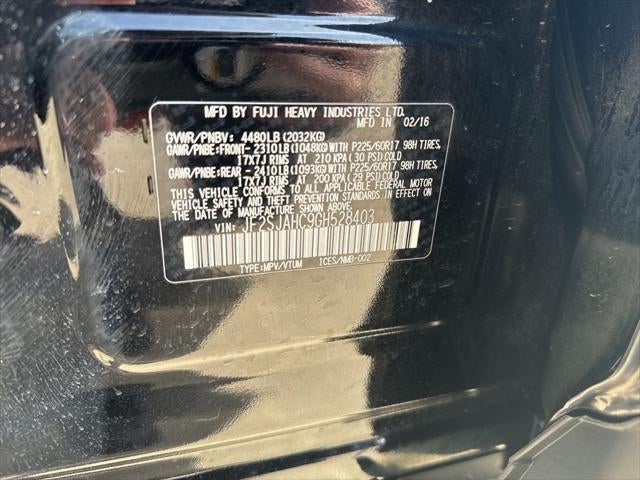 MFD BY FUJI HEAVY INDUSTRIES LTD.
MADE IN 02/16
GVWR/PNBV: 4480LB(2032KG)
GAWR/PNBE:FRONT- 2310LB(1048KG)WITH P225/60R17 98H TIRES,
17X7J RIMS AT 210 KPA(30 PSI)COLD
GAWR/PNBE:REAR - 2410LB(1093KG)WITH P225/60R17 98H TIRES,
17X7J RIMS AT 200 KPA(29 PSI)COLD
THIS VEHICLE CONFORMS TO ALL APPLICABLE FEDERAL MOTOR
VEHICLE SAFETY AND THEFT PREVENTION STANDARDS IN EFFECT ON
THE DATE OF MANUFACTURE SHOWN ABOVE.
VIN: JF2SJAHC9GH528403
TYPE:MPV/VTUM ICES/NMB-002